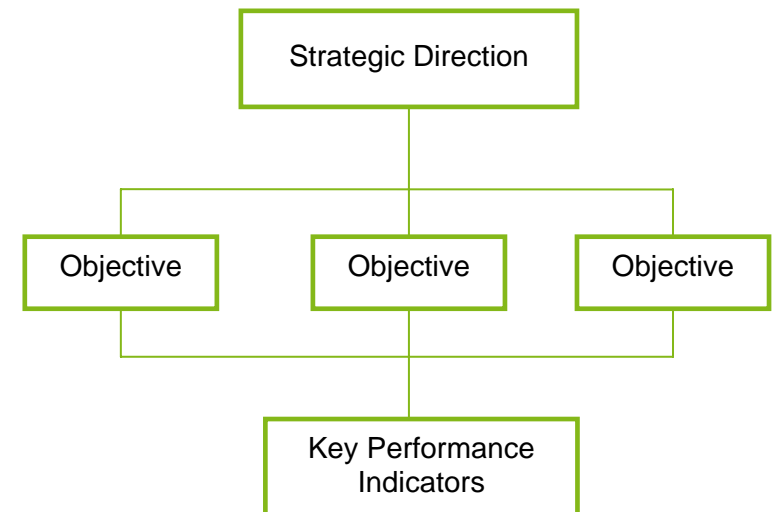 Strategic Direction
Objective
Objective
Objective
Key Performance
Indicators